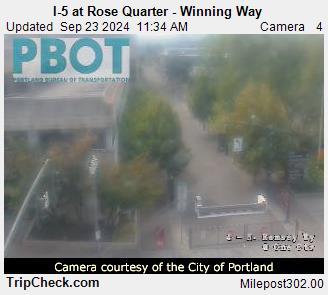 I-5 at Rose Quarter - Winning Way
Updated  Sep 23 2024  11:34 AM  Camera  4
PBOT
PORTLAND BUREAU OF TRANSPORTATION
Camera courtesy of the City of Portland
TripCheck.com  Milepost302.00